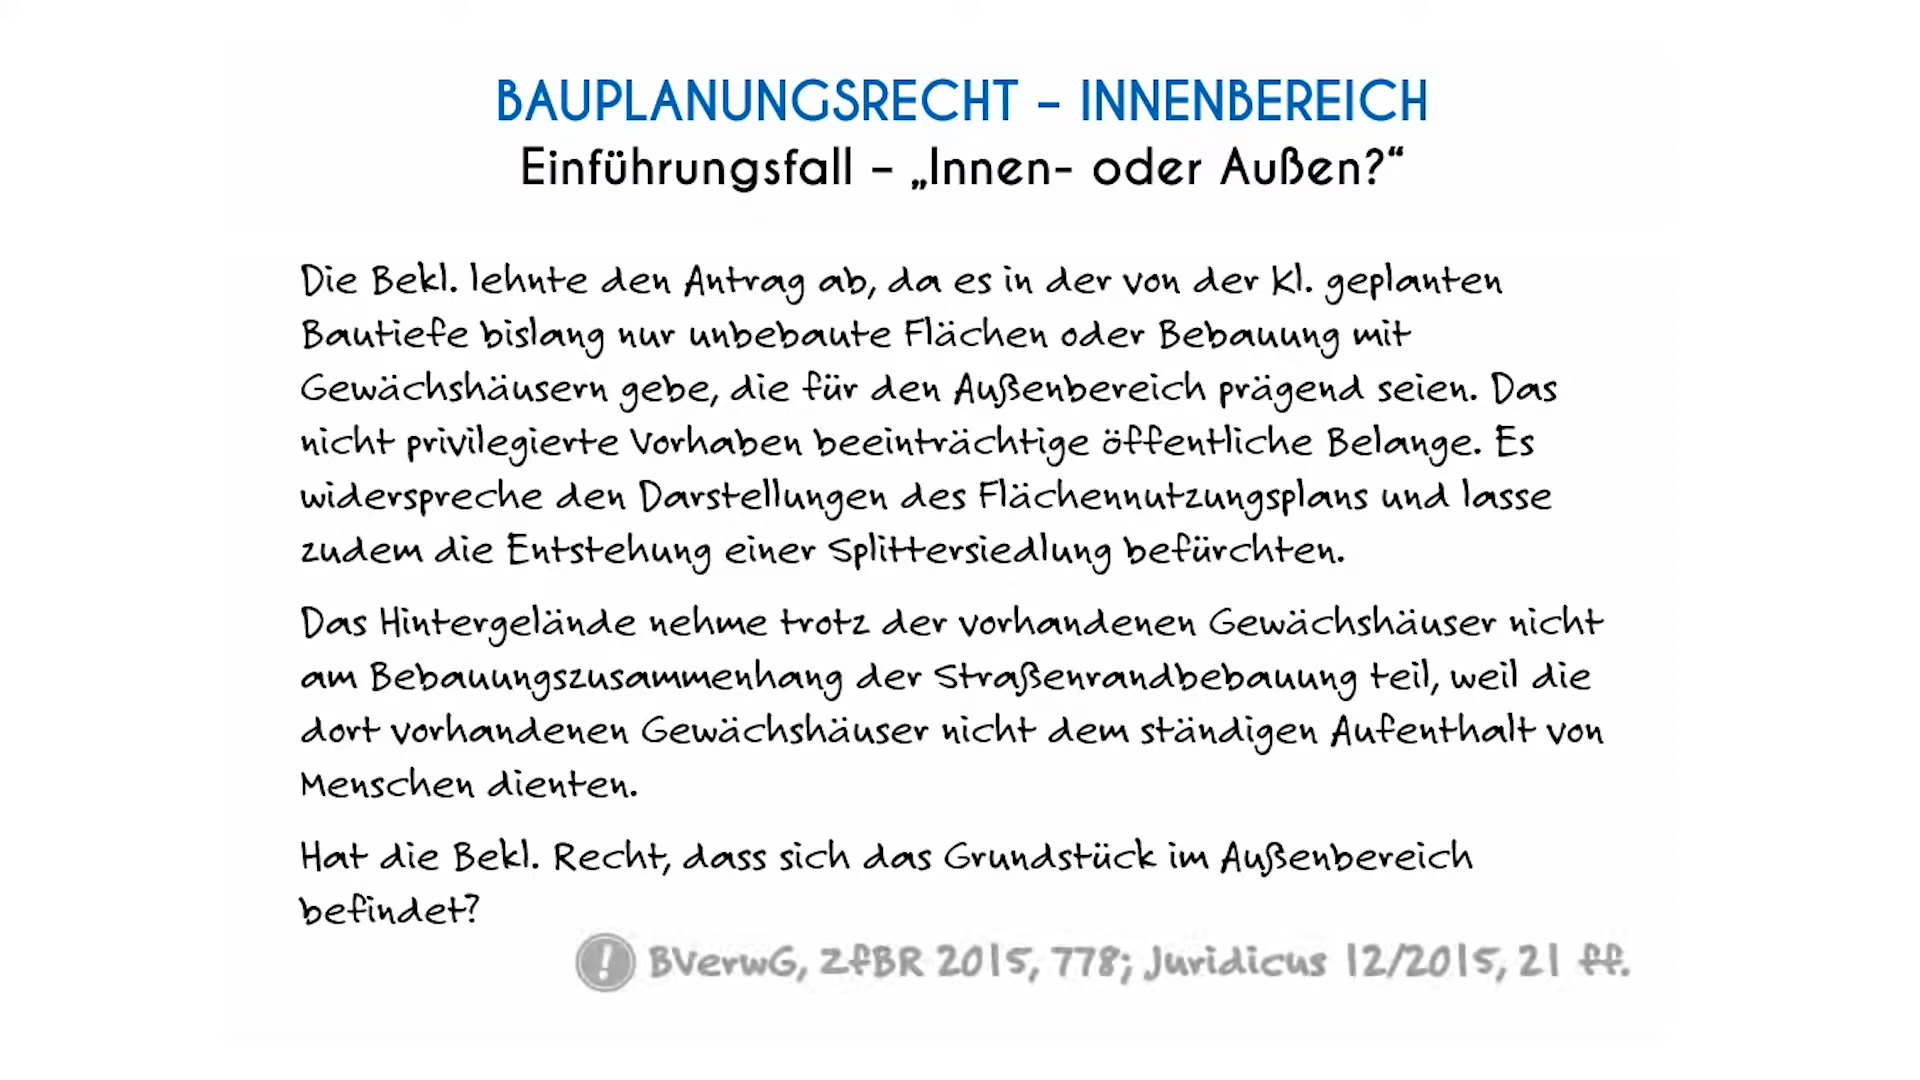 BAUPLANUNGSRECHT – INNENBEREICH
Einführungsfall – „Innen- oder Außen?“
Die Bekl. lehnte den Antrag ab, da es in der von der Kl. geplanten
Bautiefe bislang nur unbebaute Flächen oder Bebauung mit
Gewächshäusern gebe, die für den Außenbereich prägend seien. Das
nicht privilegierte Vorhaben beeinträchtige öffentliche Belange. Es
widerspreche den Darstellungen des Flächennutzungsplans und lasse
zudem die Entstehung einer Splittersiedlung befürchten.
Das Hintergelände nehme trotz der vorhandenen Gewächshäuser nicht
am Bebauungszusammenhang der Straßenrandbebauung teil, weil die
dort vorhandenen Gewächshäuser nicht dem ständigen Aufenthalt von
Menschen dienten.
Hat die Bekl. Recht, dass sich das Grundstück im Außenbereich
befindet?
! BVerwG, ZfBR 2015, 778; Juridicus 12/2015, 21 ff.